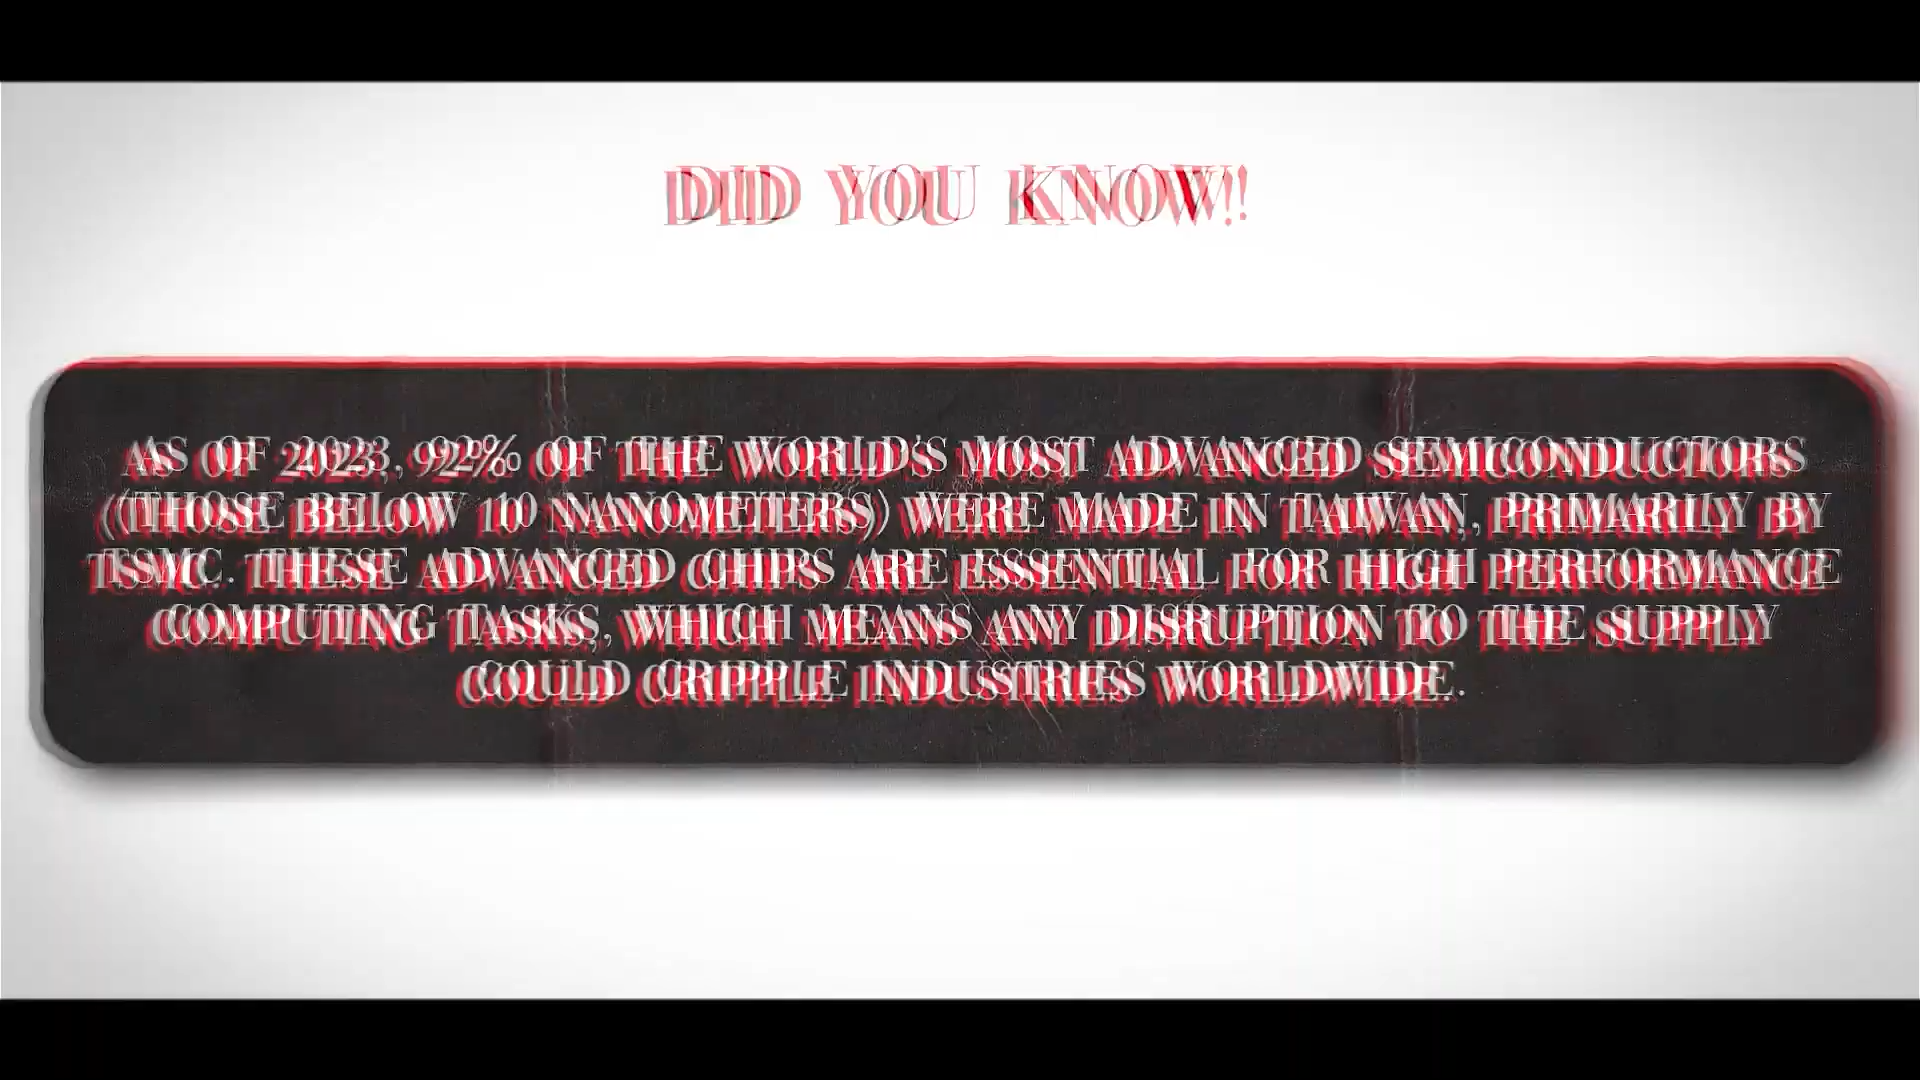 DID YOU KNOW!!
AS OF 2023, 92% OF THE WORLD'S MOST ADVANCED SEMICONDUCTORS
(THOSE BELOW 10 NANOMETERS) WERE MADE IN TAIWAN, PRIMARILY BY
TSMC. THESE ADVANCED CHIPS ARE ESSENTIAL FOR HIGH PERFORMANCE
COMPUTING TASKS, WHICH MEANS ANY DISRUPTION TO THE SUPPLY
COULD CRIPPLE INDUSTRIES WORLDWIDE.